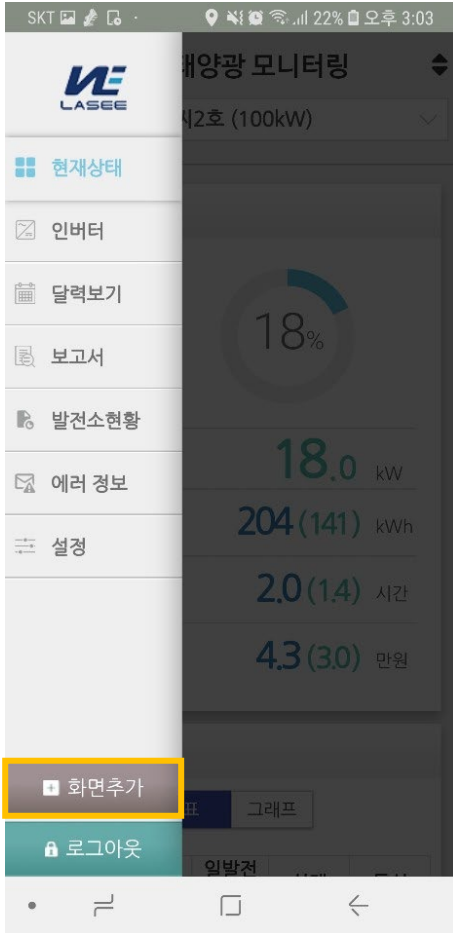 SKT 22% 오후 3:03
LASEE
태양광 모니터링
2호 (100kW)
현재상태
인버터
달력보기
보고서
발전소현황
에러 정보
설정
18%
18.0 kW
204(141) kWh
2.0(1.4) 시간
4.3(3.0) 만원
화면추가
로그아웃
표 그래프
일발전